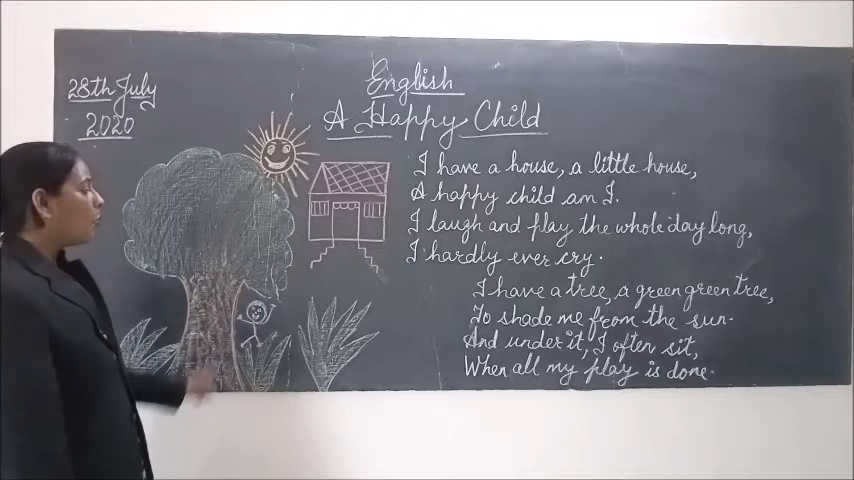 28th July
2020
English
A Happy Child
I have a house, a little house,
A happy child am I.
I laugh and play the whole day long,
I hardly ever cry.
I have a tree, a green green tree,
To shade me from the sun.
And under it, I often sit,
When all my play is done.